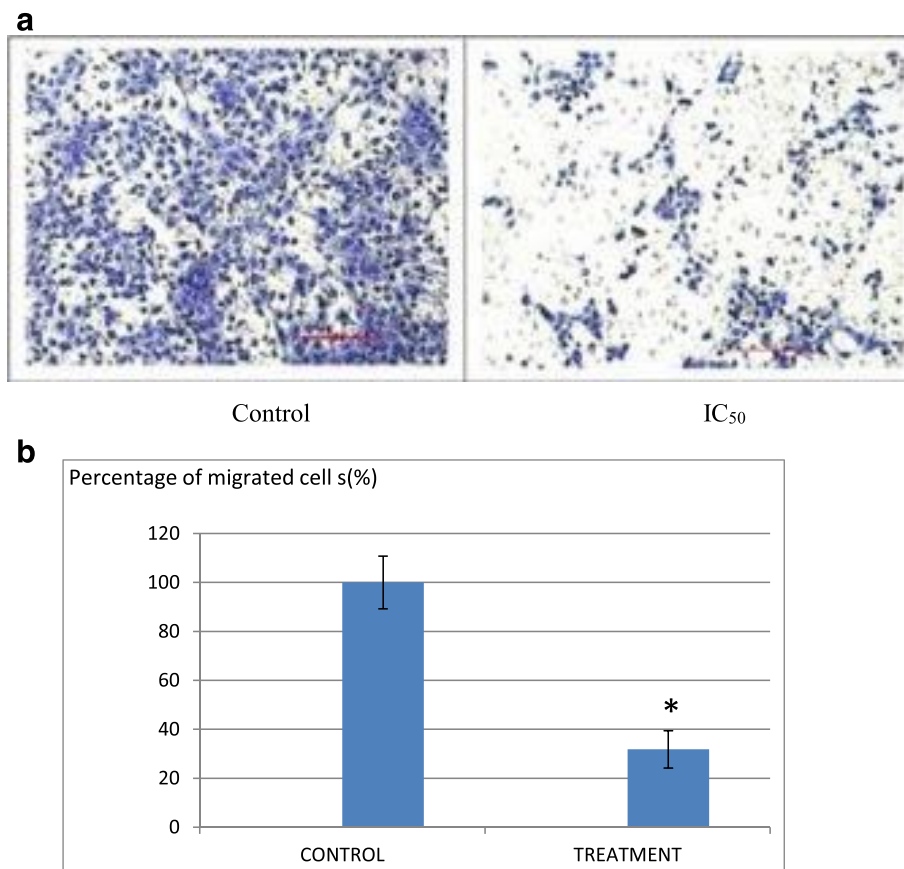 a
Control
IC50
b
Percentage of migrated cell s(%)
120
100
80
60
40
20
0
*
CONTROL
TREATMENT